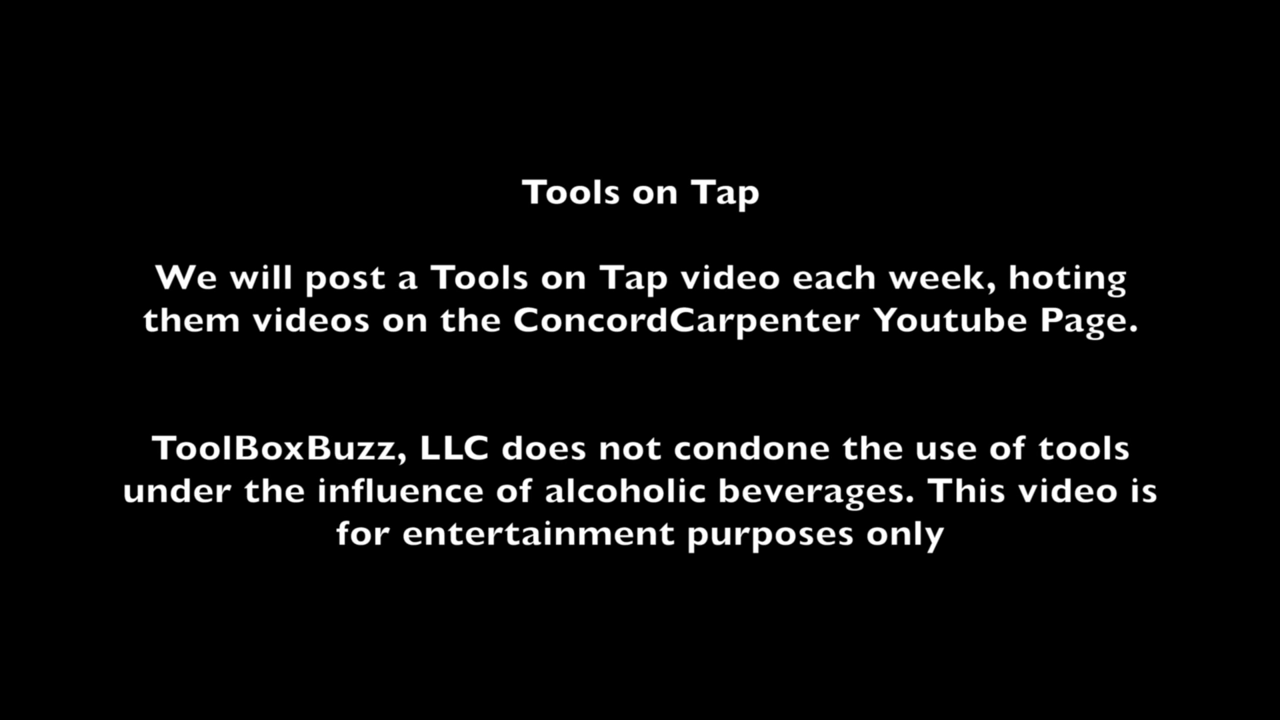 Tools on Tap
We will post a Tools on Tap video each week, hoting
them videos on the ConcordCarpenter Youtube Page.
ToolBoxBuzz, LLC does not condone the use of tools
under the influence of alcoholic beverages. This video is
for entertainment purposes only